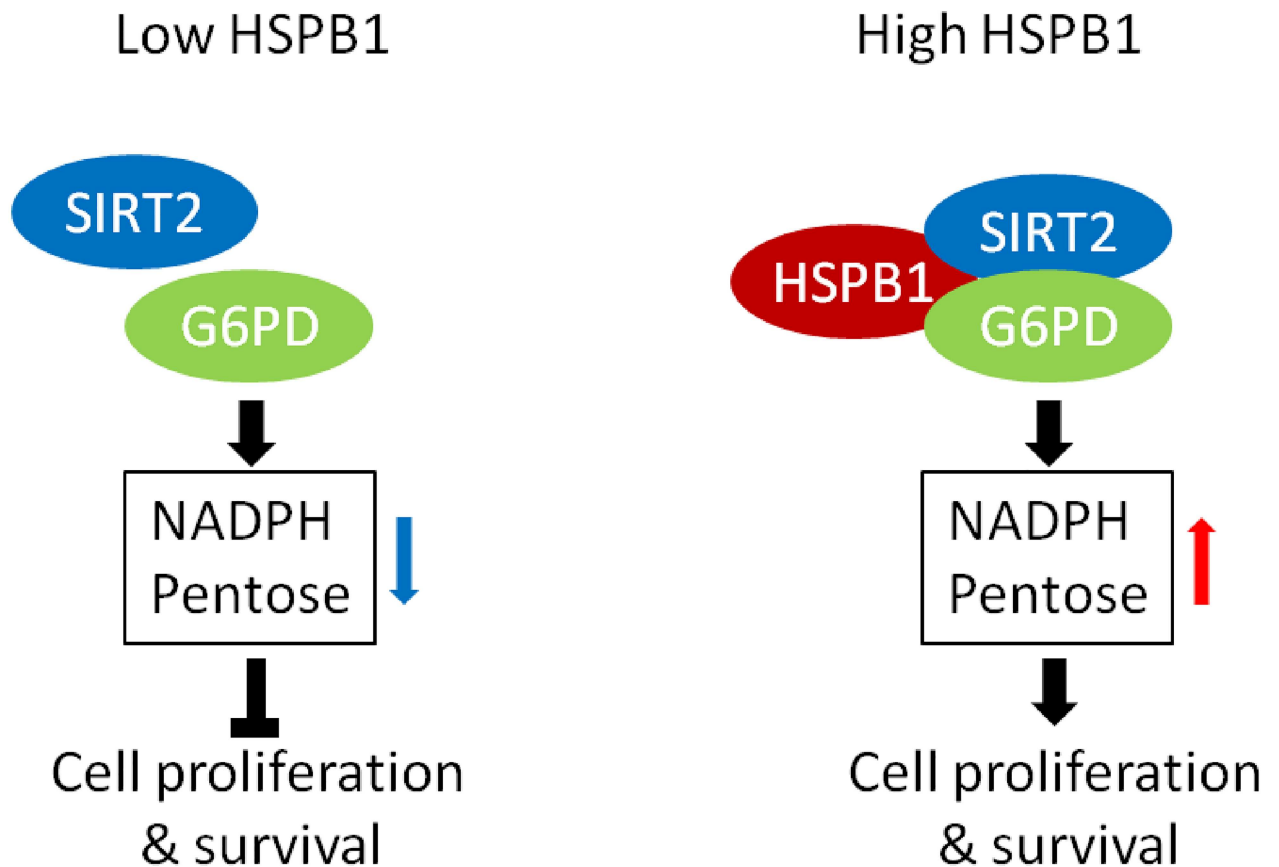 Low HSPB1
SIRT2
G6PD
NADPH
Pentose
Cell proliferation
& survival
High HSPB1
SIRT2
HSPB1
G6PD
NADPH
Pentose
Cell proliferation
& survival